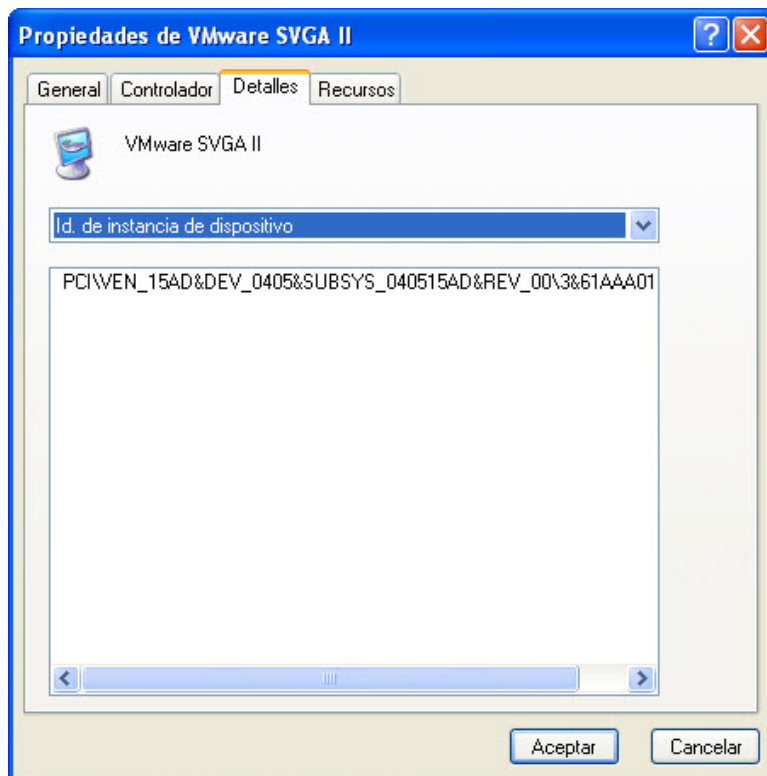 Propiedades de VMware SVGA II
General Controlador Detalles Recursos
VMware SVGA II
Id. de instancia de dispositivo
PCI\VEN_15AD&DEV_0405&SUBSYS_040515AD&REV_00\3&61AAA01
Aceptar Cancelar